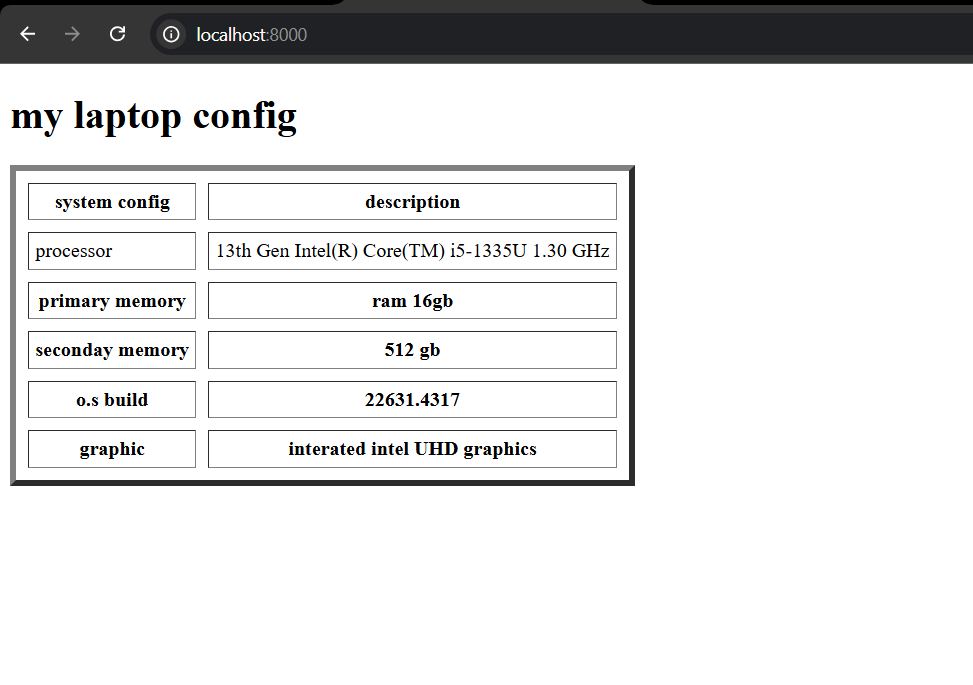 localhost:8000
my laptop config
system config description
processor 13th Gen Intel(R) Core(TM) i5-1335U 1.30 GHz
primary memory ram 16gb
seconday memory 512 gb
o.s build 22631.4317
graphic interated intel UHD graphics